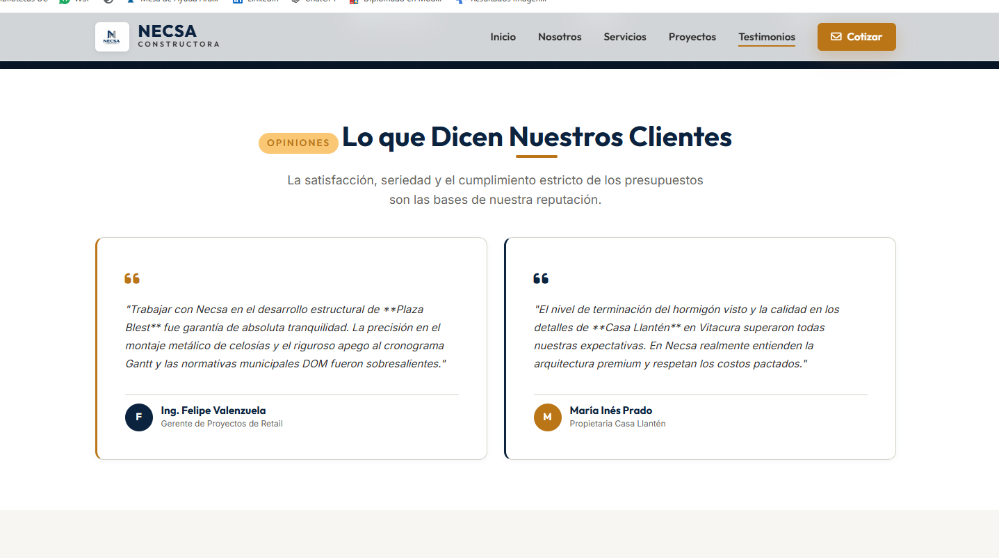 WSP
LinkedIn
ChatGPT
NECSA
NECSA
CONSTRUCTORA
Inicio
Nosotros
Servicios
Proyectos
Testimonios
Cotizar
OPINIONES
Lo que Dicen Nuestros Clientes
La satisfacción, seriedad y el cumplimiento estricto de los presupuestos
son las bases de nuestra reputación.
"Trabajar con Necsa en el desarrollo estructural de **Plaza
Blest** fue garantía de absoluta tranquilidad. La precisión en el
montaje metálico de celosías y el riguroso apego al cronograma
Gantt y las normativas municipales DOM fueron sobresalientes."
F
Ing. Felipe Valenzuela
Gerente de Proyectos de Retail
"El nivel de terminación del hormigón visto y la calidad en los
detalles de **Casa Llantén** en Vitacura superaron todas
nuestras expectativas. En Necsa realmente entienden la
arquitectura premium y respetan los costos pactados."
M
María Inés Prado
Propietaria Casa Llantén